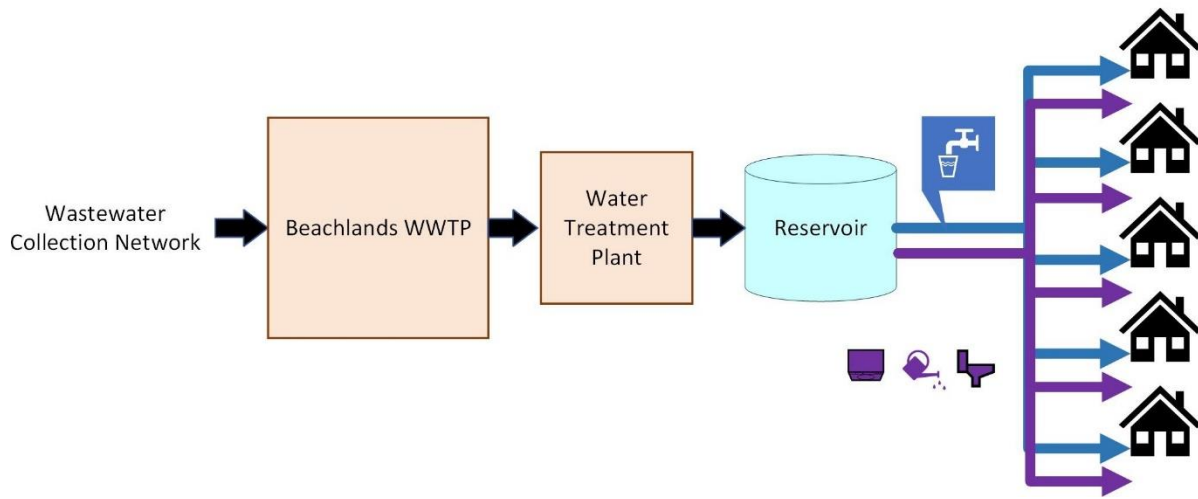 Wastewater
Collection Network
Beachlands WWTP
Water
Treatment
Plant
Reservoir